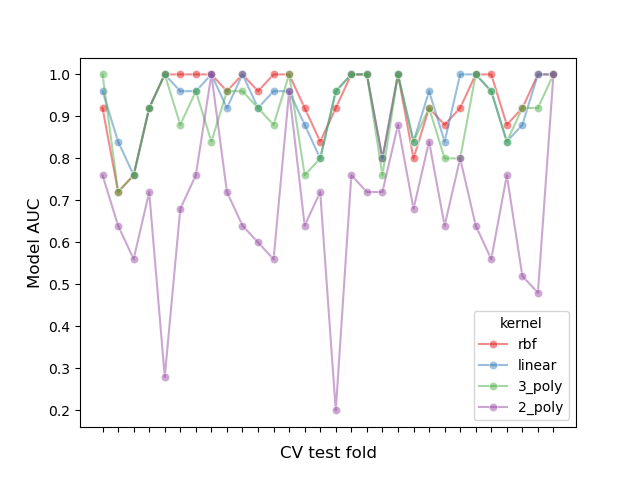 1.0
0.9
0.8
0.7
0.6
0.5
0.4
0.3
0.2
Model AUC
CV test fold
kernel
rbf
linear
3_poly
2_poly